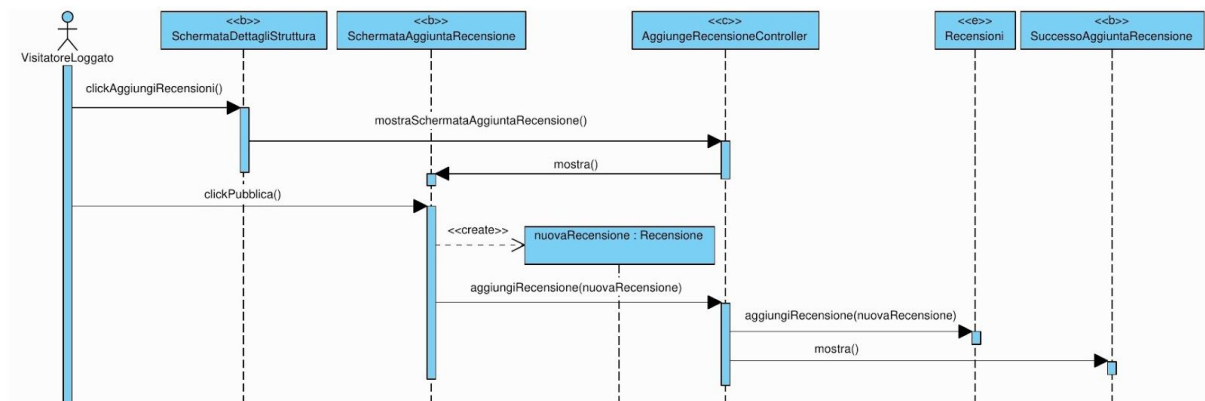 <<b>>
SchermataDettagliStruttura
<<b>>
SchermataAggiuntaRecensione
<<c>>
AggiungeRecensioneController
<<e>>
Recensioni
<<b>>
SuccessoAggiuntaRecensione
VisitatoreLoggato
clickAggiungiRecensioni()
mostraSchermataAggiuntaRecensione()
mostra()
clickPubblica()
<<create>>
nuovaRecensione : Recensione
aggiungiRecensione(nuovaRecensione)
aggiungiRecensione(nuovaRecensione)
mostra()